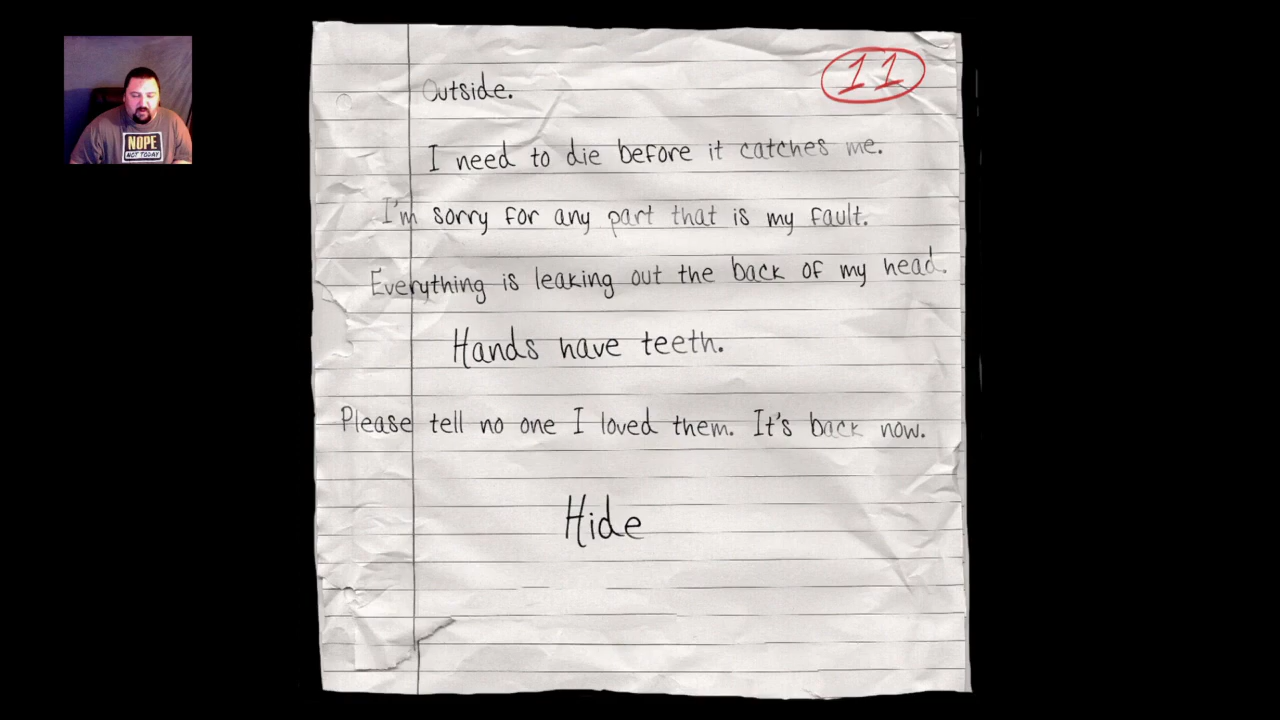 11
Outside.
I need to die before it catches me.
I'm sorry for any part that is my fault.
Everything is leaking out the back of my head.
Hands have teeth.
Please tell no one I loved them. It's back now.
Hide
NOPE
NOT TODAY